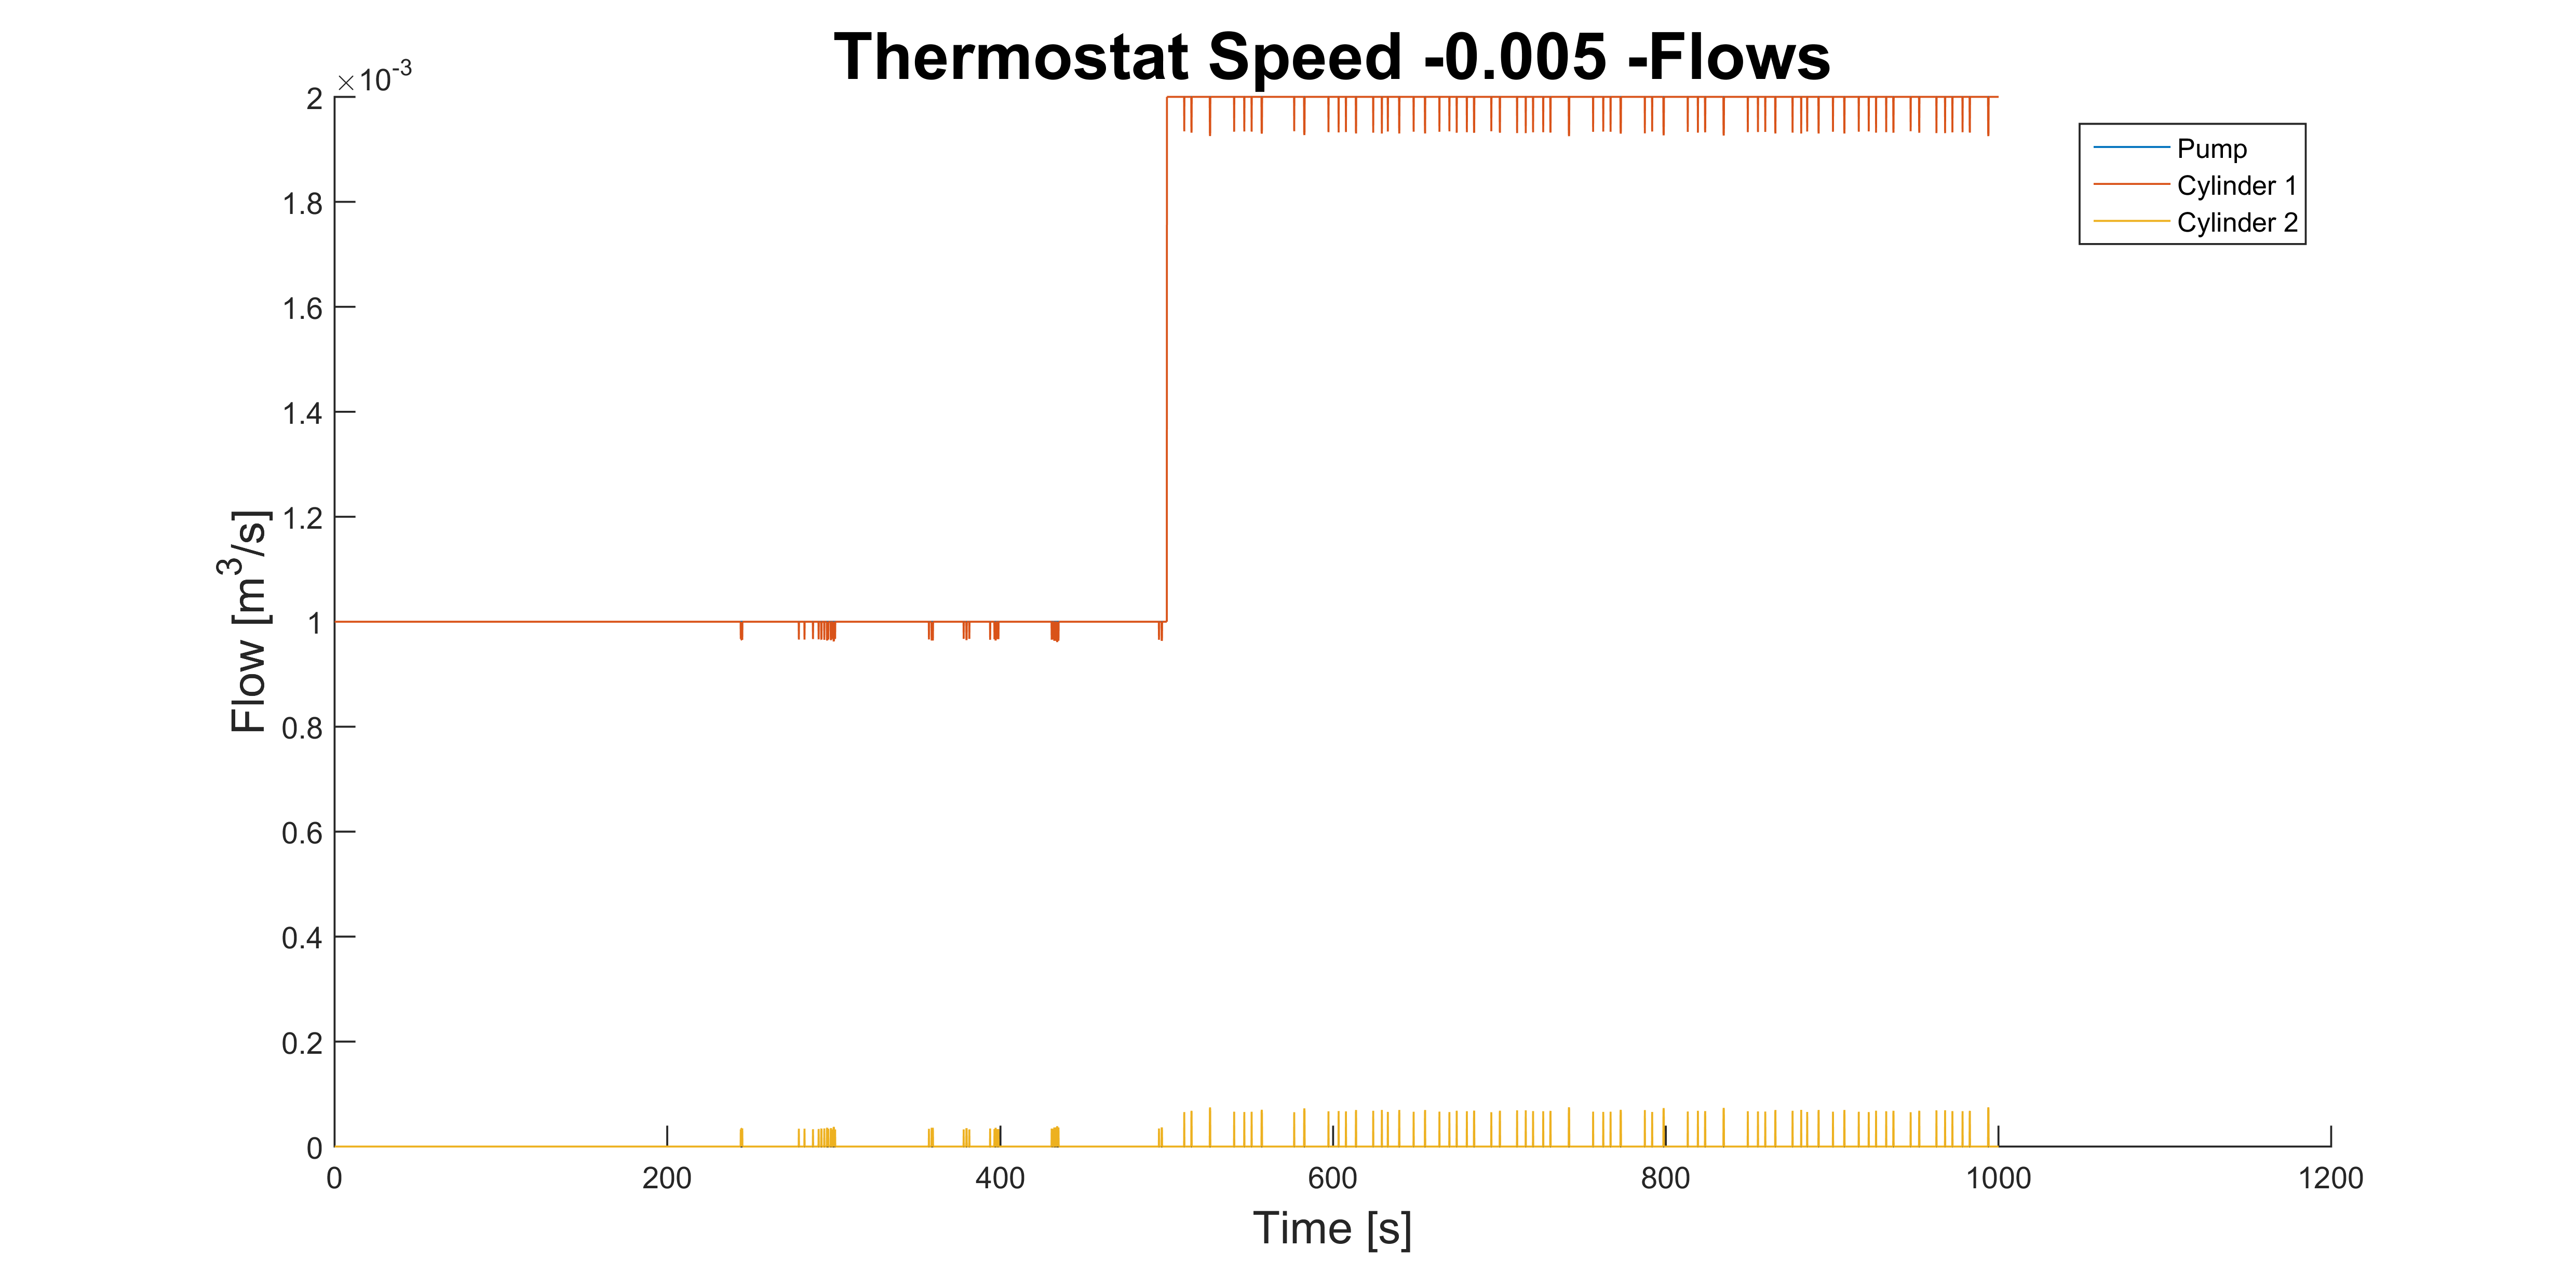 Thermostat Speed -0.005 -Flows
×10-3
2
1.8
1.6
1.4
1.2
1
0.8
0.6
0.4
0.2
0
Flow [m3/s]
Pump
Cylinder 1
Cylinder 2
0 200 400 600 800 1000 1200
Time [s]